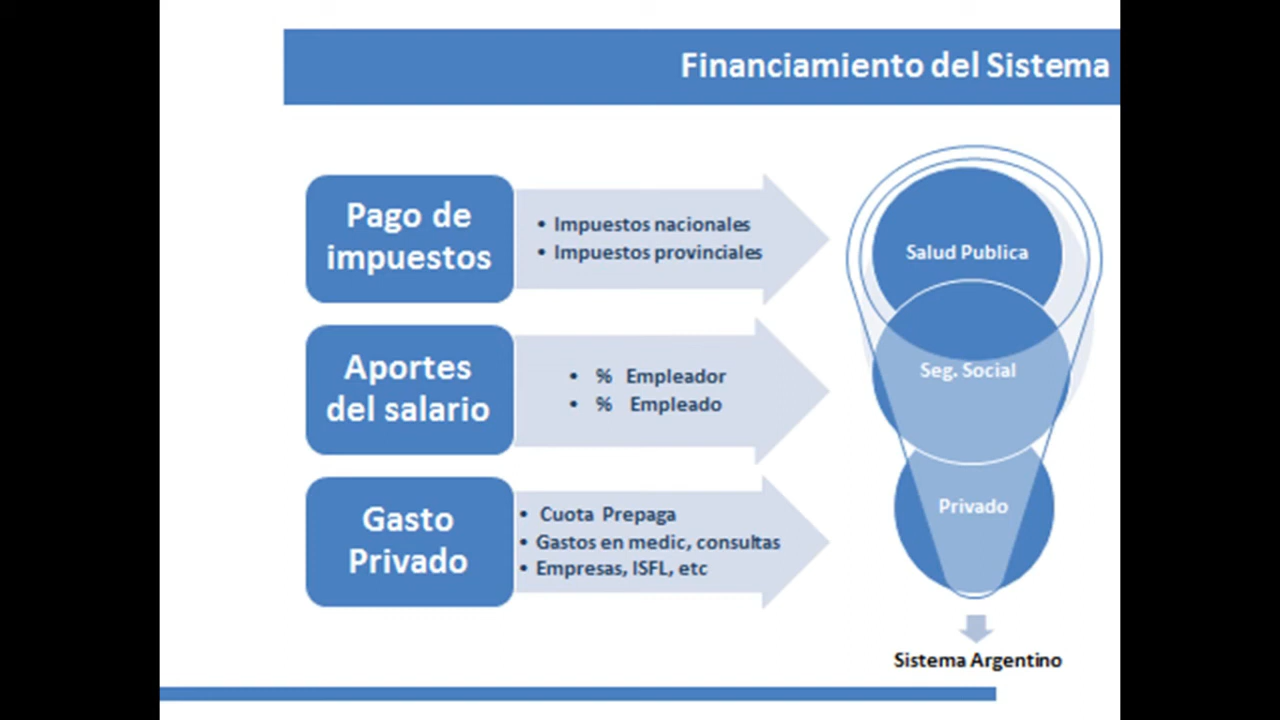 Financiamiento del Sistema
Pago de
impuestos
• Impuestos nacionales
• Impuestos provinciales
Salud Publica
Aportes
del salario
• % Empleador
• % Empleado
Seg. Social
Gasto
Privado
• Cuota Prepaga
• Gastos en medic, consultas
• Empresas, ISFL, etc
Privado
Sistema Argentino